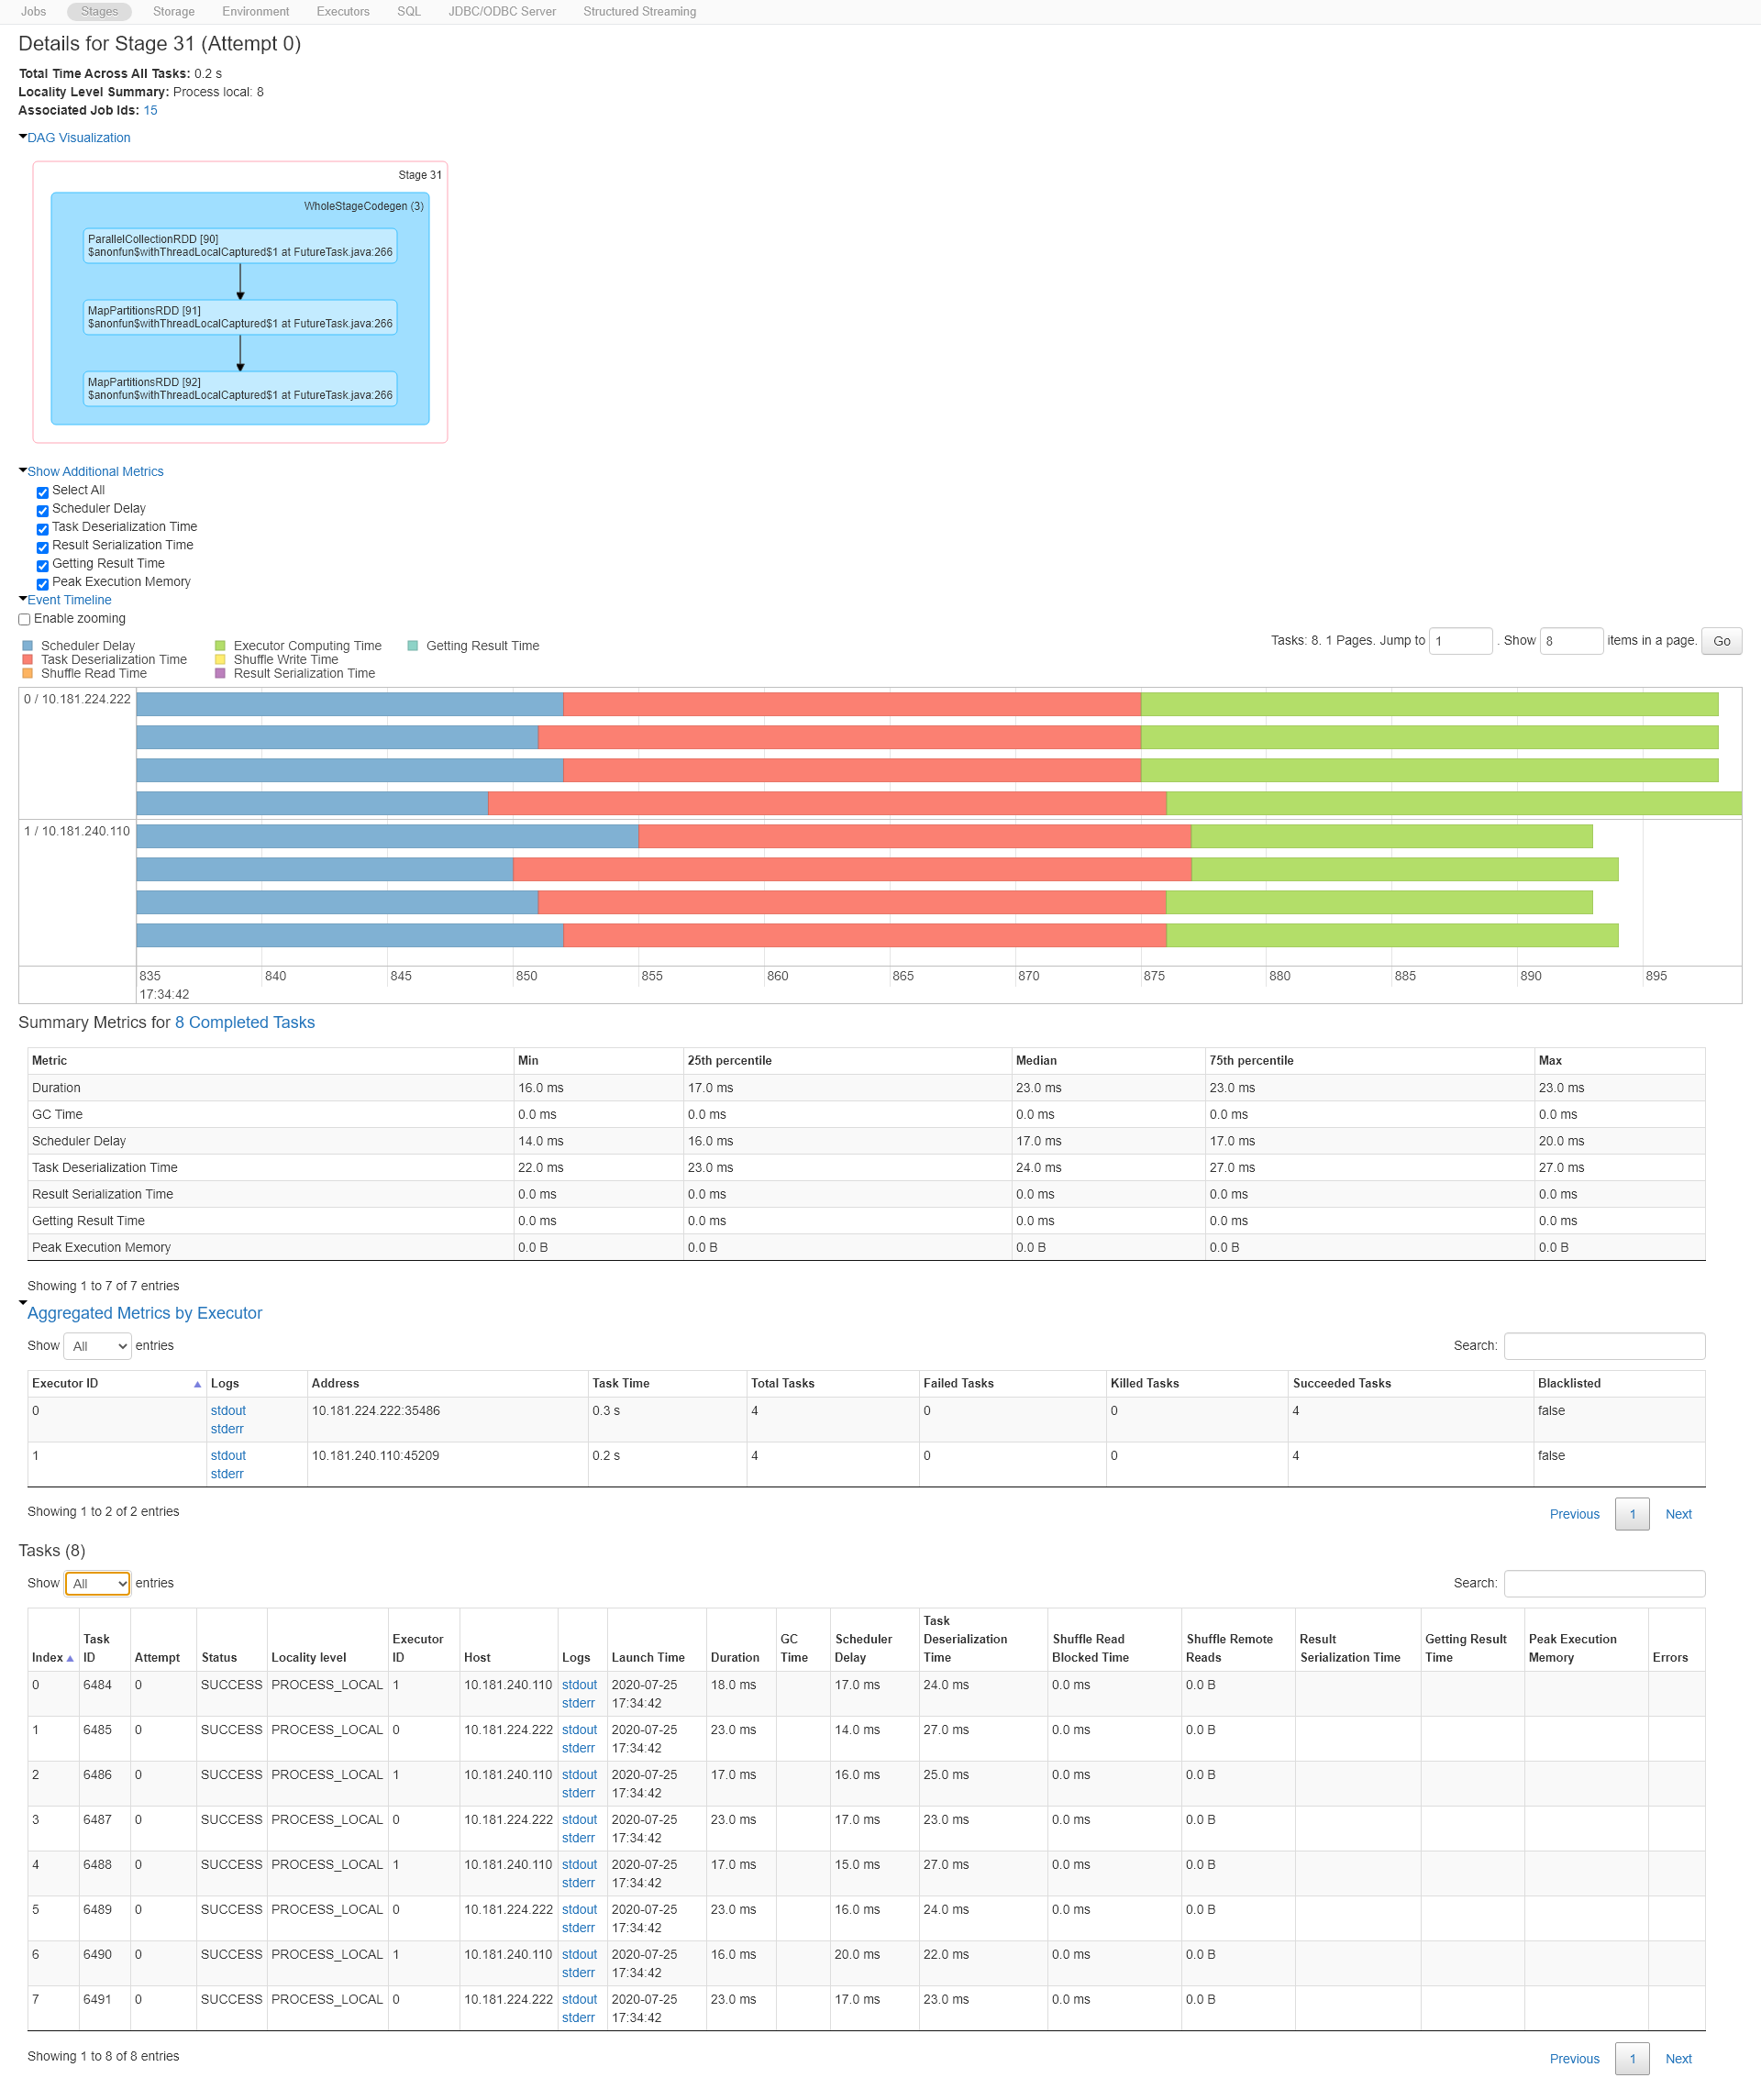 Jobs Stages Storage Environment Executors SQL JDBC/ODBC Server Structured Streaming
Details for Stage 31 (Attempt 0)
Total Time Across All Tasks: 0.2 s
Locality Level Summary: Process local: 8
Associated Job Ids: 15
DAG Visualization
Stage 31
WholeStageCodegen (3)
ParallelCollectionRDD [90]
$anonfun$withThreadLocalCaptured$1 at FutureTask.java:266
MapPartitionsRDD [91]
$anonfun$withThreadLocalCaptured$1 at FutureTask.java:266
MapPartitionsRDD [92]
$anonfun$withThreadLocalCaptured$1 at FutureTask.java:266
Show Additional Metrics
Select All
Scheduler Delay
Task Deserialization Time
Result Serialization Time
Getting Result Time
Peak Execution Memory
Event Timeline
Enable zooming
Tasks: 8. 1 Pages. Jump to 1 . Show 8 items in a page. Go
Scheduler Delay Executor Computing Time Getting Result Time
Task Deserialization Time Shuffle Write Time
Shuffle Read Time Result Serialization Time
0 / 10.181.224.222
1 / 10.181.240.110
835 840 845 850 855 860 865 870 875 880 885 890 895
17:34:42
Summary Metrics for 8 Completed Tasks
Metric Min 25th percentile Median 75th percentile Max
Duration 16.0 ms 17.0 ms 23.0 ms 23.0 ms 23.0 ms
GC Time 0.0 ms 0.0 ms 0.0 ms 0.0 ms 0.0 ms
Scheduler Delay 14.0 ms 16.0 ms 17.0 ms 17.0 ms 20.0 ms
Task Deserialization Time 22.0 ms 23.0 ms 24.0 ms 27.0 ms 27.0 ms
Result Serialization Time 0.0 ms 0.0 ms 0.0 ms 0.0 ms 0.0 ms
Getting Result Time 0.0 ms 0.0 ms 0.0 ms 0.0 ms 0.0 ms
Peak Execution Memory 0.0 B 0.0 B 0.0 B 0.0 B 0.0 B
Showing 1 to 7 of 7 entries
Aggregated Metrics by Executor
Show All entries Search:
Executor ID Logs Address Task Time Total Tasks Failed Tasks Killed Tasks Succeeded Tasks Blacklisted
0 stdout 10.181.224.222:35486 0.3 s 4 0 0 4 false
stderr
1 stdout 10.181.240.110:45209 0.2 s 4 0 0 4 false
stderr
Showing 1 to 2 of 2 entries Previous 1 Next
Tasks (8)
Show All entries Search:
Task
Task Executor GC Scheduler Deserialization Shuffle Read Shuffle Remote Result Getting Result Peak Execution
Index ID Attempt Status Locality level ID Host Logs Launch Time Duration Time Delay Time Blocked Time Reads Serialization Time Time Memory Errors
0 6484 0 SUCCESS PROCESS_LOCAL 1 10.181.240.110 stdout 2020-07-25 18.0 ms 17.0 ms 24.0 ms 0.0 ms 0.0 B
stderr 17:34:42
1 6485 0 SUCCESS PROCESS_LOCAL 0 10.181.224.222 stdout 2020-07-25 23.0 ms 14.0 ms 27.0 ms 0.0 ms 0.0 B
stderr 17:34:42
2 6486 0 SUCCESS PROCESS_LOCAL 1 10.181.240.110 stdout 2020-07-25 17.0 ms 16.0 ms 25.0 ms 0.0 ms 0.0 B
stderr 17:34:42
3 6487 0 SUCCESS PROCESS_LOCAL 0 10.181.224.222 stdout 2020-07-25 23.0 ms 17.0 ms 23.0 ms 0.0 ms 0.0 B
stderr 17:34:42
4 6488 0 SUCCESS PROCESS_LOCAL 1 10.181.240.110 stdout 2020-07-25 17.0 ms 15.0 ms 27.0 ms 0.0 ms 0.0 B
stderr 17:34:42
5 6489 0 SUCCESS PROCESS_LOCAL 0 10.181.224.222 stdout 2020-07-25 23.0 ms 16.0 ms 24.0 ms 0.0 ms 0.0 B
stderr 17:34:42
6 6490 0 SUCCESS PROCESS_LOCAL 1 10.181.240.110 stdout 2020-07-25 16.0 ms 20.0 ms 22.0 ms 0.0 ms 0.0 B
stderr 17:34:42
7 6491 0 SUCCESS PROCESS_LOCAL 0 10.181.224.222 stdout 2020-07-25 23.0 ms 17.0 ms 23.0 ms 0.0 ms 0.0 B
stderr 17:34:42
Showing 1 to 8 of 8 entries Previous 1 Next